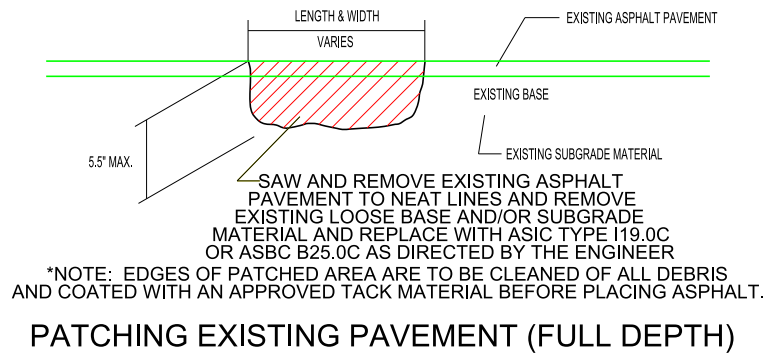 LENGTH & WIDTH
VARIES
EXISTING ASPHALT PAVEMENT
EXISTING BASE
5.5" MAX.
EXISTING SUBGRADE MATERIAL
SAW AND REMOVE EXISTING ASPHALT
PAVEMENT TO NEAT LINES AND REMOVE
EXISTING LOOSE BASE AND/OR SUBGRADE
MATERIAL AND REPLACE WITH ASIC TYPE I19.0C
OR ASBC B25.0C AS DIRECTED BY THE ENGINEER
*NOTE: EDGES OF PATCHED AREA ARE TO BE CLEANED OF ALL DEBRIS
AND COATED WITH AN APPROVED TACK MATERIAL BEFORE PLACING ASPHALT.
PATCHING EXISTING PAVEMENT (FULL DEPTH)